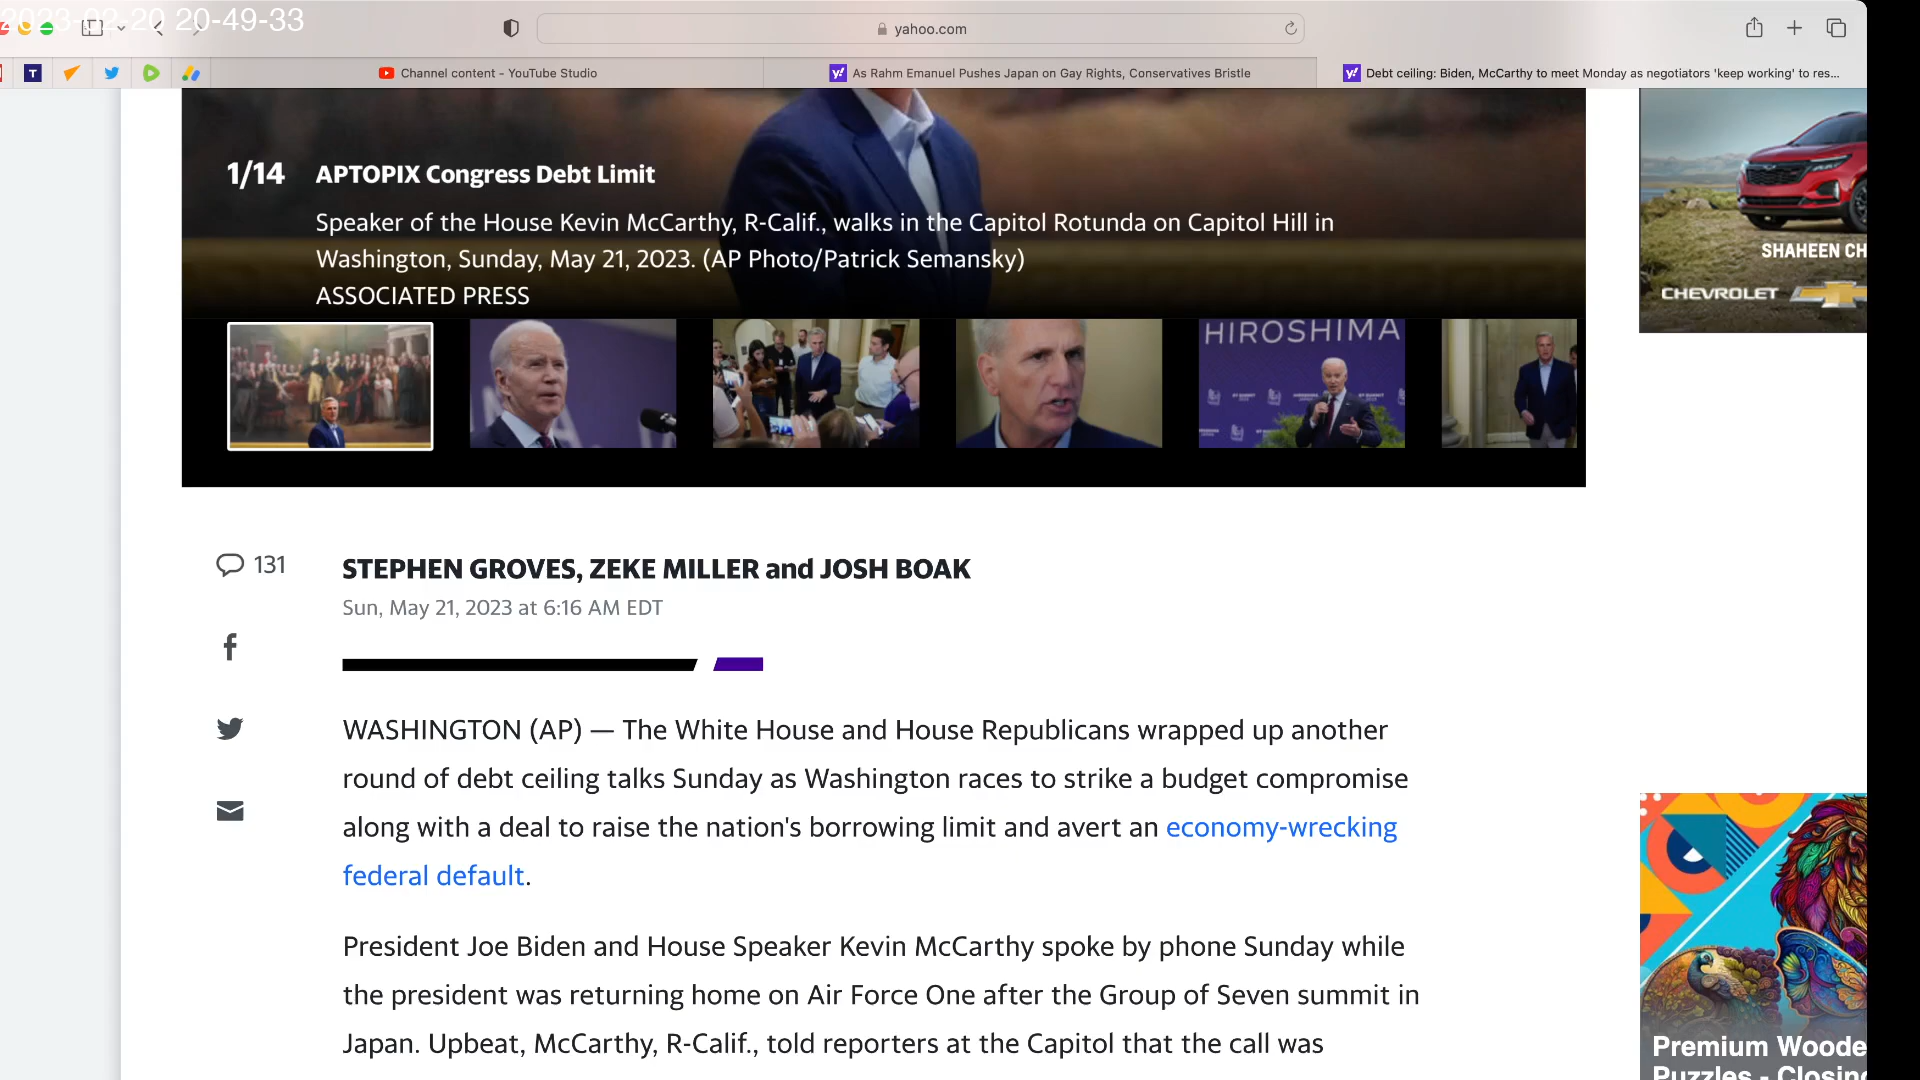 2023-02-20 20-49-33
yahoo.com
T
Channel content - YouTube Studio
y! As Rahm Emanuel Pushes Japan on Gay Rights, Conservatives Bristle
y! Debt ceiling: Biden, McCarthy to meet Monday as negotiators 'keep working' to res...
1/14 APTOPIX Congress Debt Limit
Speaker of the House Kevin McCarthy, R-Calif., walks in the Capitol Rotunda on Capitol Hill in
Washington, Sunday, May 21, 2023. (AP Photo/Patrick Semansky)
ASSOCIATED PRESS
SHAHEEN CH
CHEVROLET
HIROSHIMA
131
STEPHEN GROVES, ZEKE MILLER and JOSH BOAK
Sun, May 21, 2023 at 6:16 AM EDT
WASHINGTON (AP) — The White House and House Republicans wrapped up another
round of debt ceiling talks Sunday as Washington races to strike a budget compromise
along with a deal to raise the nation's borrowing limit and avert an economy-wrecking
federal default.
President Joe Biden and House Speaker Kevin McCarthy spoke by phone Sunday while
the president was returning home on Air Force One after the Group of Seven summit in
Japan. Upbeat, McCarthy, R-Calif., told reporters at the Capitol that the call was
Premium Woode
Puzzles - Closing